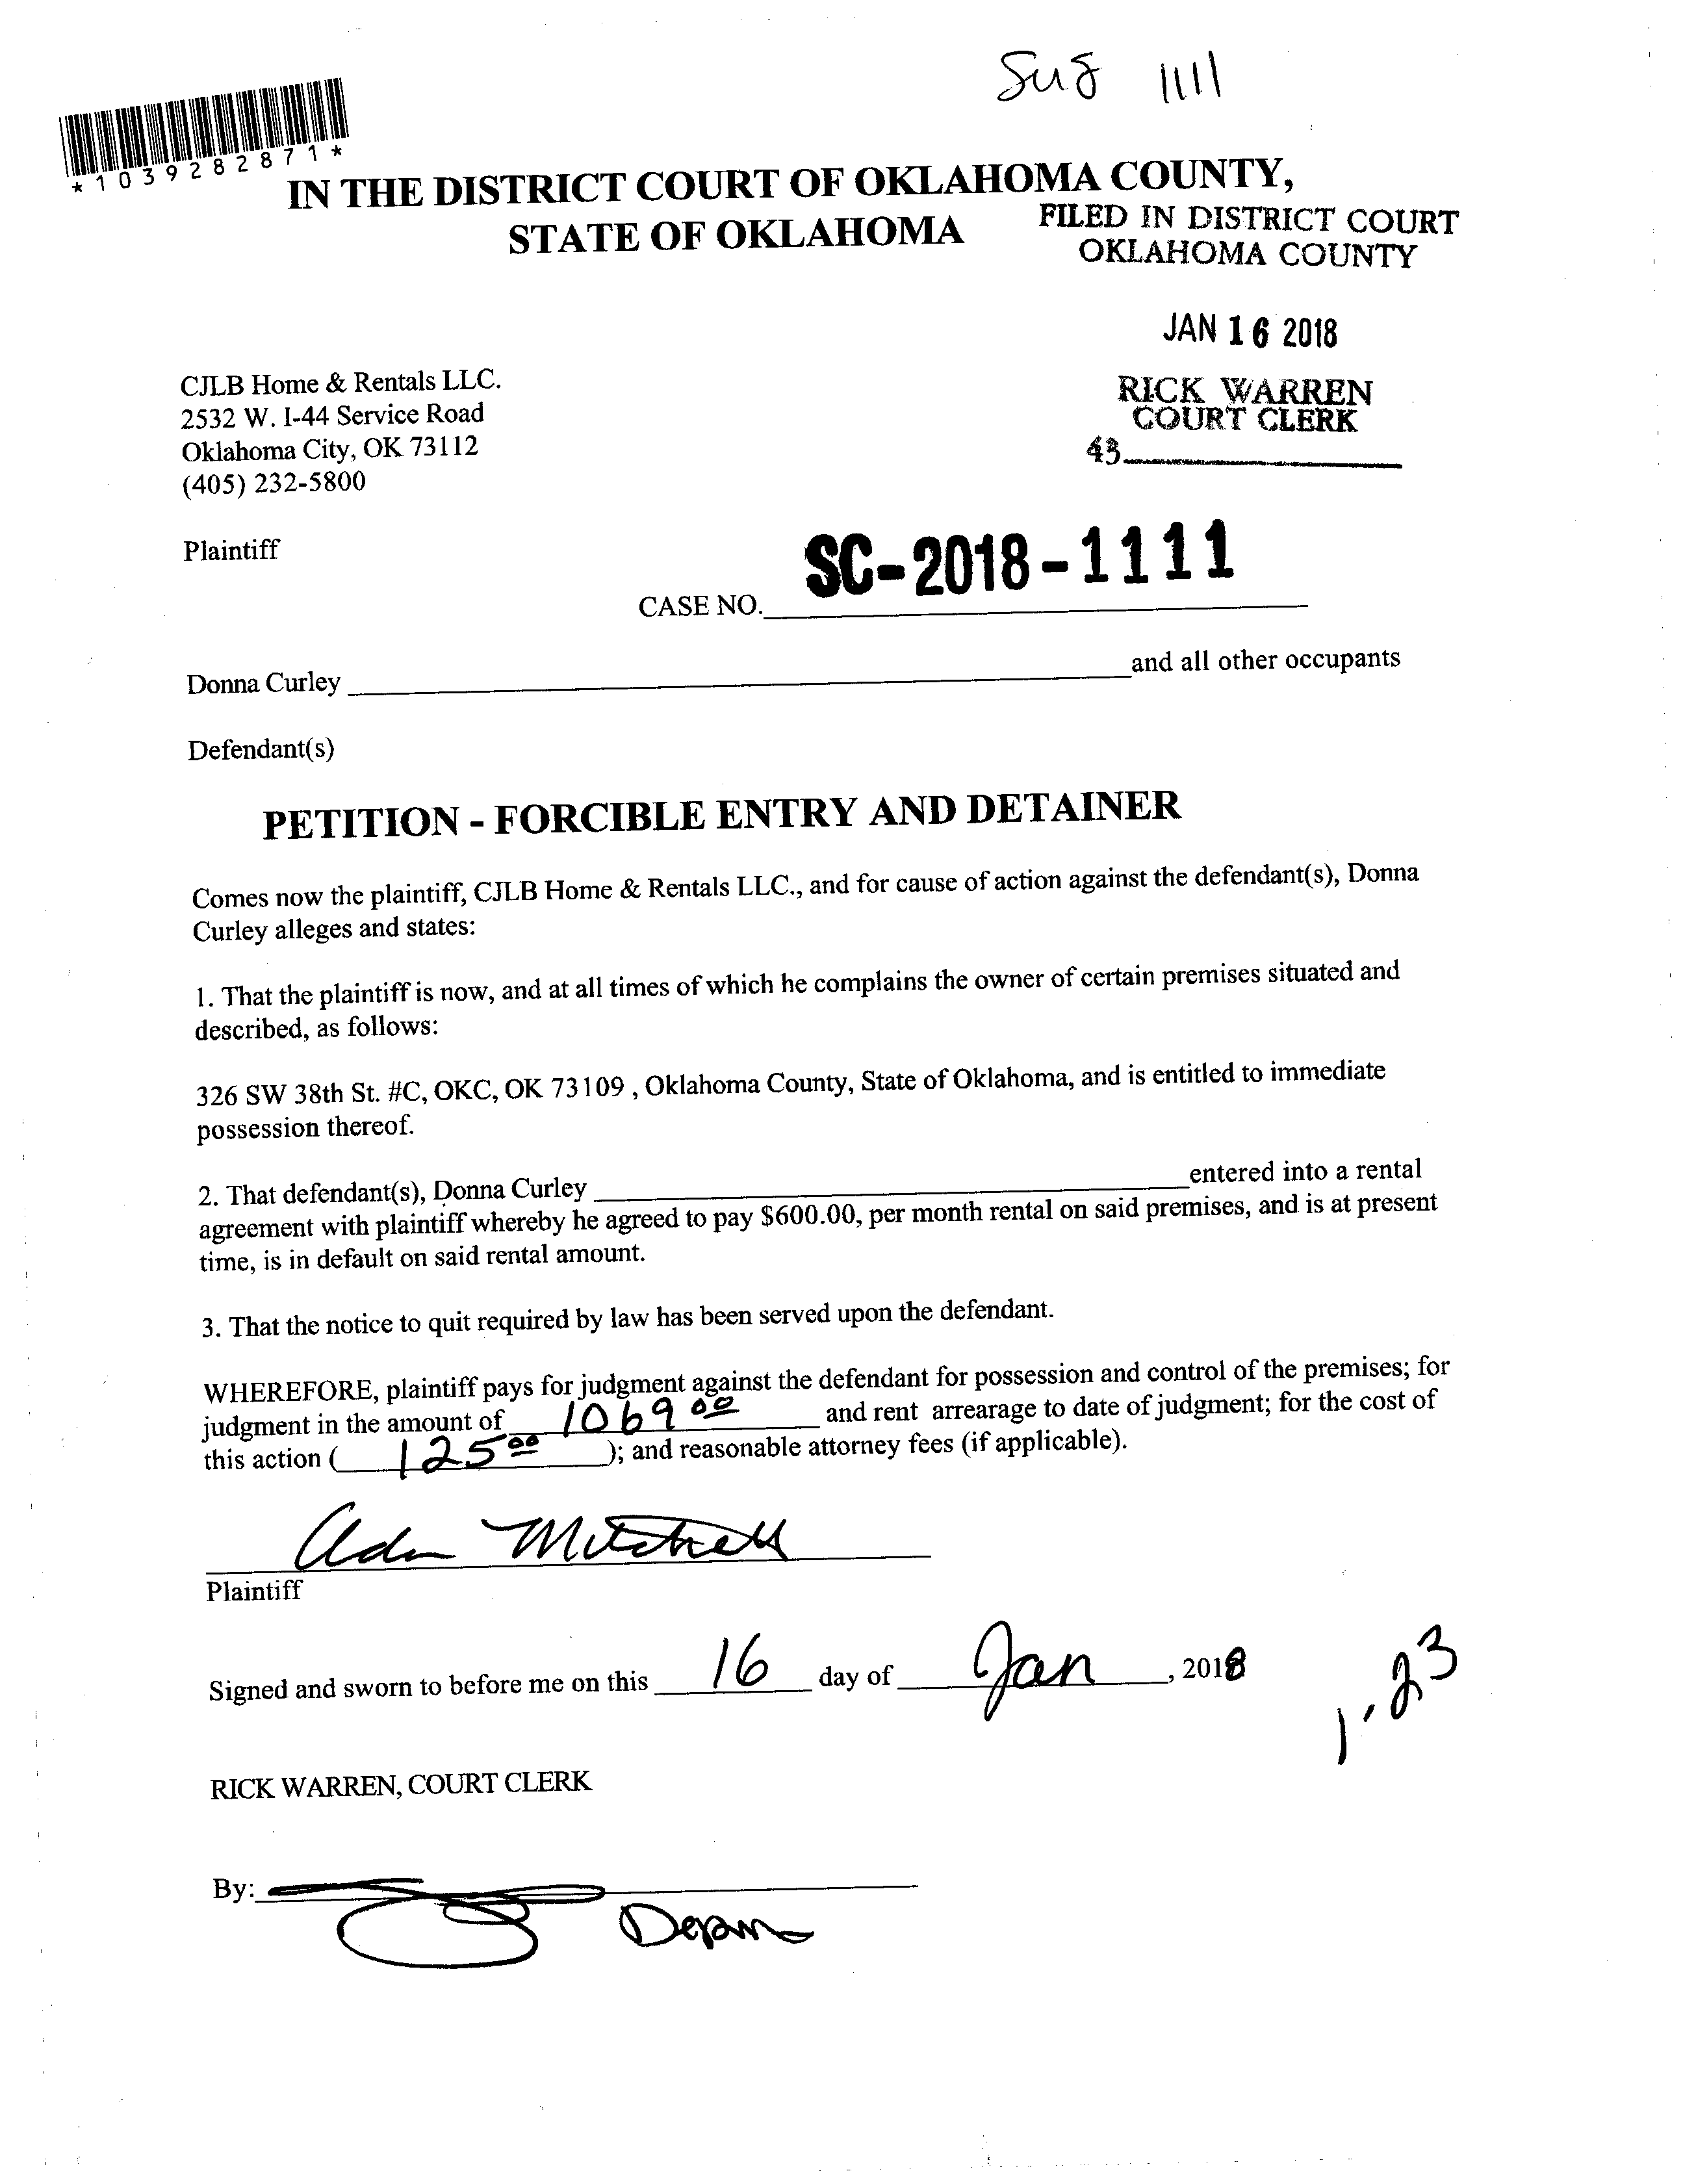 SUJ 1111
*1039282871*
IN THE DISTRICT COURT OF OKLAHOMA COUNTY,
STATE OF OKLAHOMA
FILED IN DISTRICT COURT
OKLAHOMA COUNTY
JAN 16 2018
RICK WARREN
COURT CLERK
43
CJLB Home & Rentals LLC.
2532 W. I-44 Service Road
Oklahoma City, OK 73112
(405) 232-5800
Plaintiff
SC-2018-1111
CASE NO.
Donna Curley and all other occupants
Defendant(s)
PETITION - FORCIBLE ENTRY AND DETAINER
Comes now the plaintiff, CJLB Home & Rentals LLC., and for cause of action against the defendant(s), Donna
Curley alleges and states:
1. That the plaintiff is now, and at all times of which he complains the owner of certain premises situated and
described, as follows:
326 SW 38th St. #C, OKC, OK 73109 , Oklahoma County, State of Oklahoma, and is entitled to immediate
possession thereof.
2. That defendant(s), Donna Curley entered into a rental
agreement with plaintiff whereby he agreed to pay $600.00, per month rental on said premises, and is at present
time, is in default on said rental amount.
3. That the notice to quit required by law has been served upon the defendant.
WHEREFORE, plaintiff pays for judgment against the defendant for possession and control of the premises; for
judgment in the amount of 1069 00 and rent arrearage to date of judgment; for the cost of
this action ( 125 00 ); and reasonable attorney fees (if applicable).
Mitchell
Plaintiff
Signed and sworn to before me on this 16 day of Jan , 2018
1,23
RICK WARREN, COURT CLERK
By: